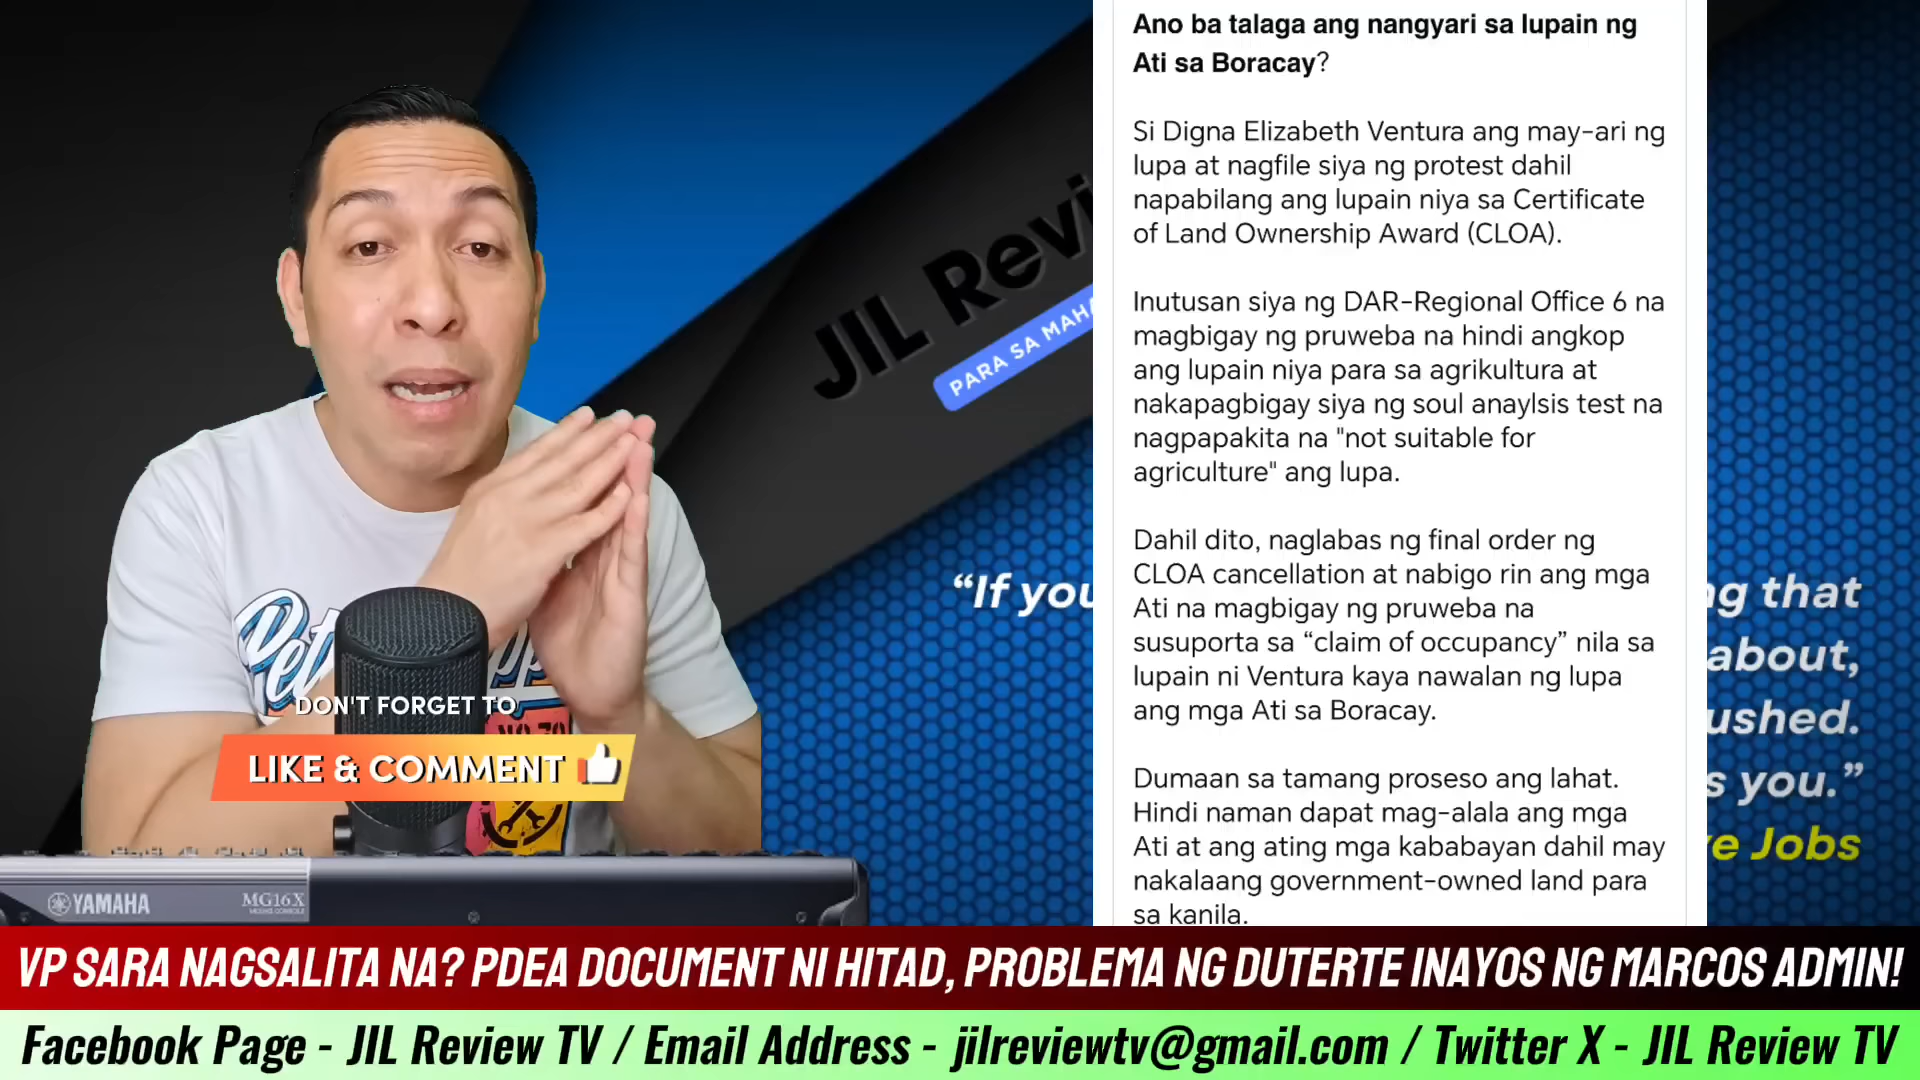 Ano ba talaga ang nangyari sa lupain ng
Ati sa Boracay?
Si Digna Elizabeth Ventura ang may-ari ng
lupa at nagfile siya ng protest dahil
napabilang ang lupain niya sa Certificate
of Land Ownership Award (CLOA).
Inutusan siya ng DAR-Regional Office 6 na
magbigay ng pruweba na hindi angkop
ang lupain niya para sa agrikultura at
nakapagbigay siya ng soul anaylsis test na
nagpapakita na "not suitable for
agriculture" ang lupa.
Dahil dito, naglabas ng final order ng
CLOA cancellation at nabigo rin ang mga
Ati na magbigay ng pruweba na
susuporta sa “claim of occupancy” nila sa
lupain ni Ventura kaya nawalan ng lupa
ang mga Ati sa Boracay.
Dumaan sa tamang proseso ang lahat.
Hindi naman dapat mag-alala ang mga
Ati at ang ating mga kababayan dahil may
nakalaang government-owned land para
sa kanila.
JIL Revi
PARA SA MAHA
“If you
ng that
about,
ushed.
s you.”
ve Jobs
DON'T FORGET TO
LIKE & COMMENT
YAMAHA
MG16X
MIXING CONSOLE
VP SARA NAGSALITA NA? PDEA DOCUMENT NI HITAD, PROBLEMA NG DUTERTE INAYOS NG MARCOS ADMIN!
Facebook Page - JIL Review TV / Email Address - jilreviewtv@gmail.com / Twitter X - JIL Review TV